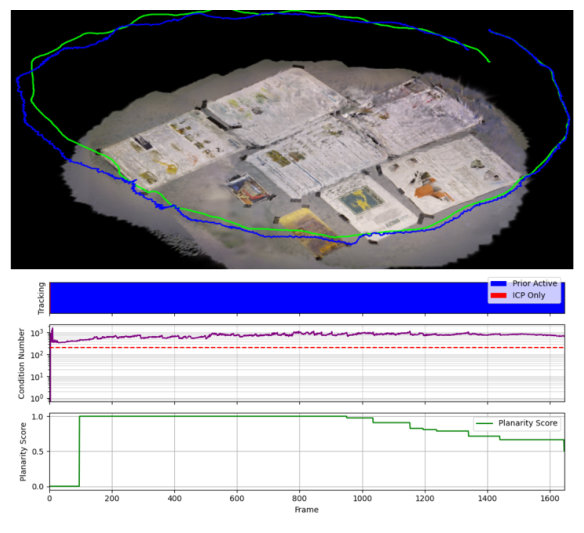 Tracking
Prior Active
ICP Only
Condition Number
10³
10²
10¹
10⁰
Planarity Score
1.0
0.5
0.0
Planarity Score
0 200 400 600 800 1000 1200 1400 1600
Frame